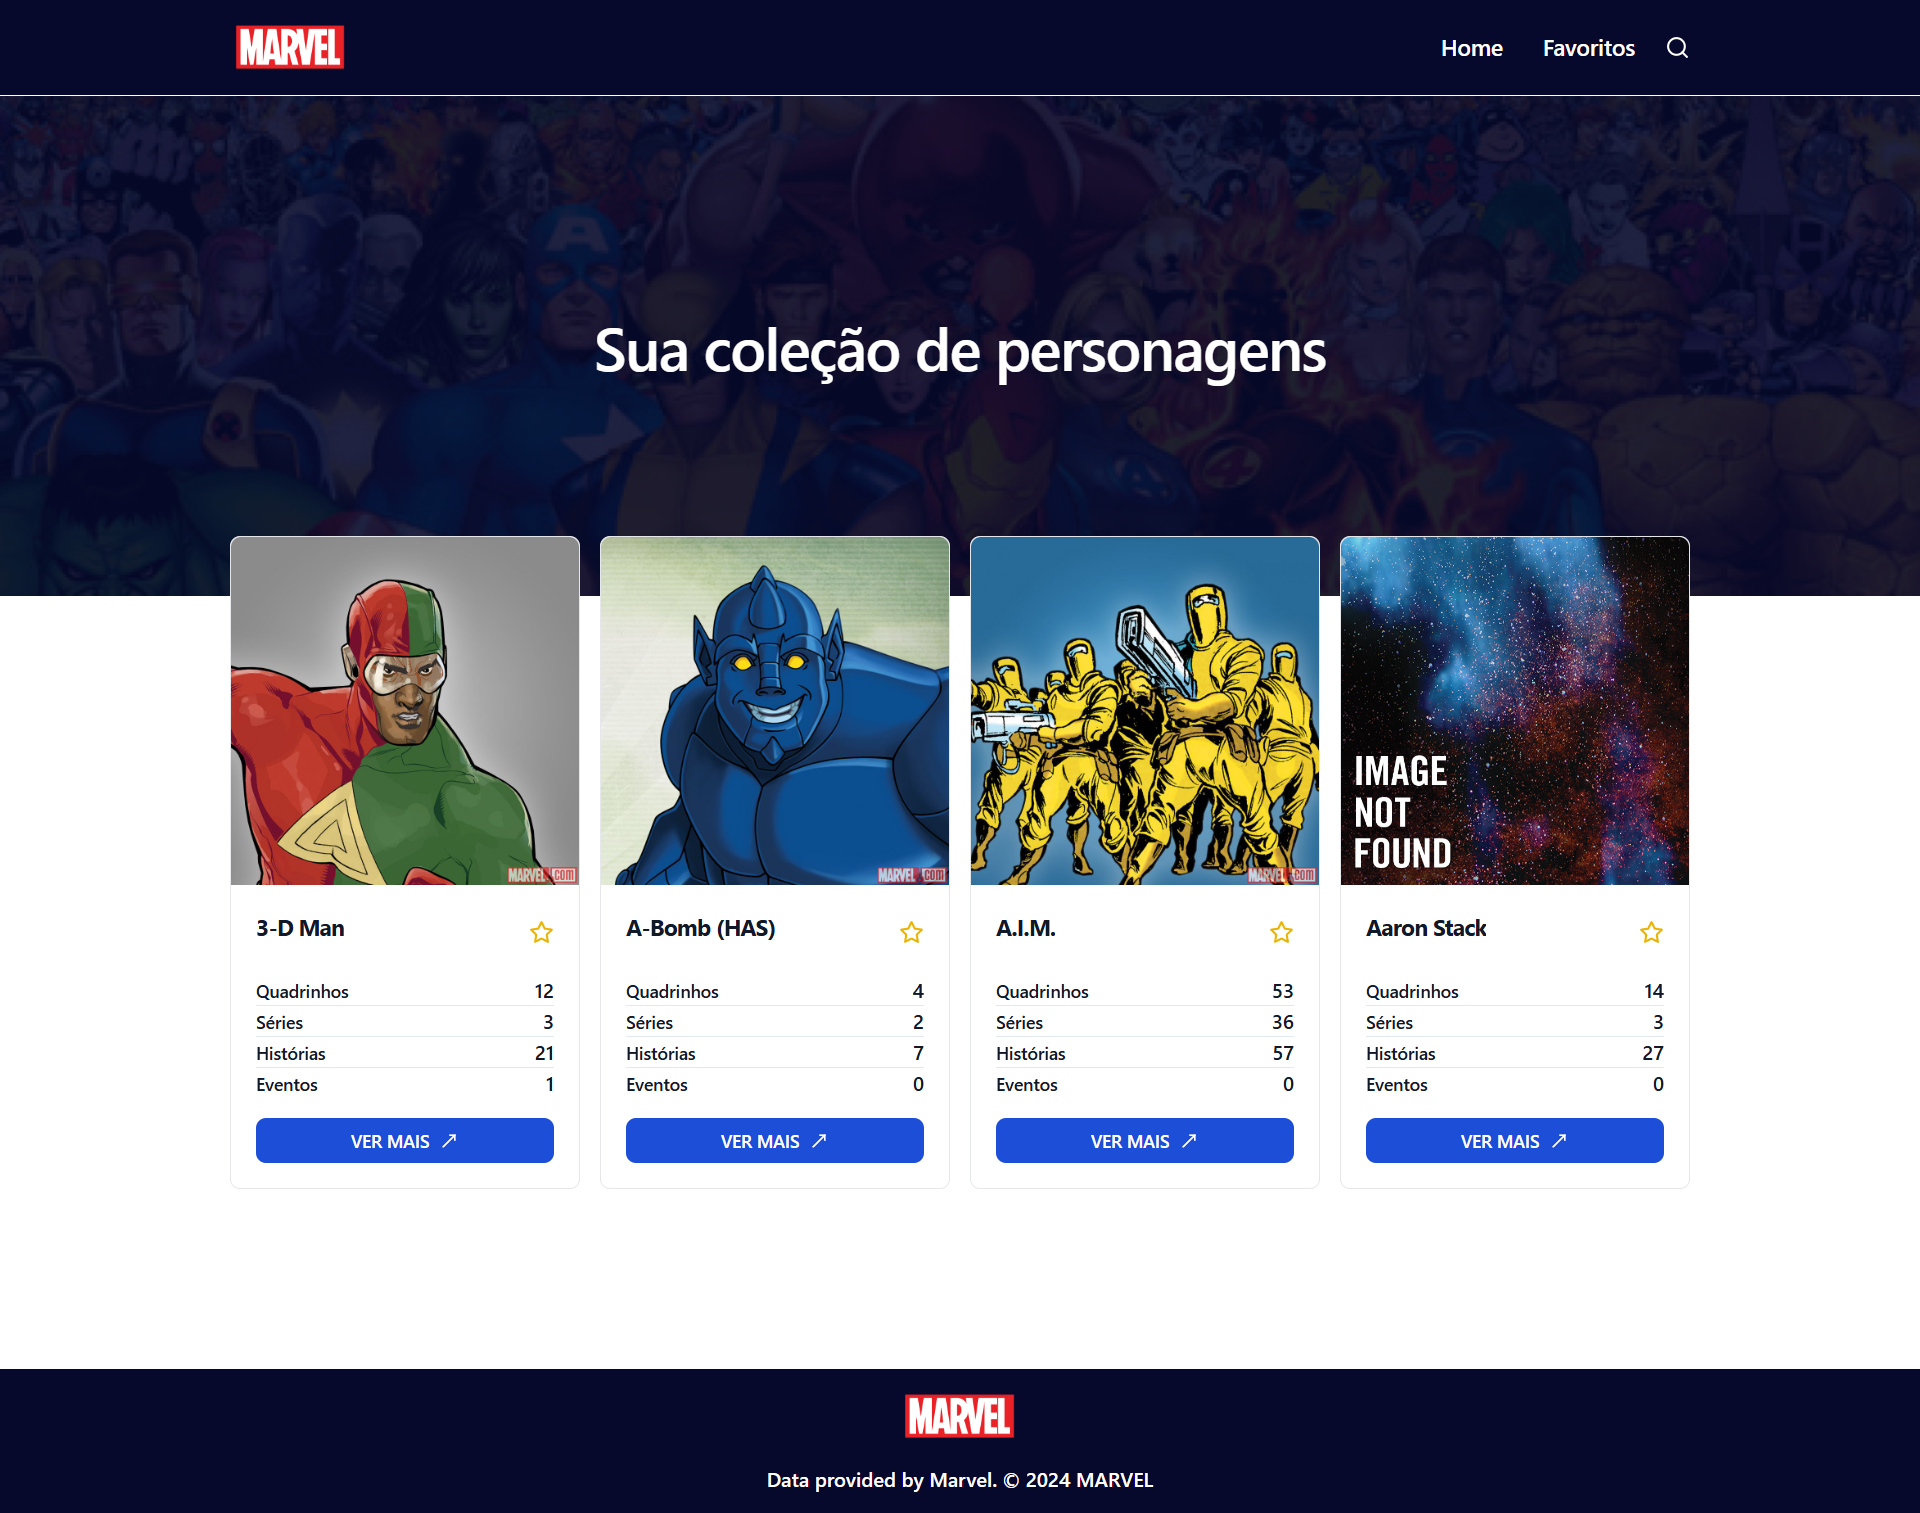 MARVEL
Home
Favoritos
Sua coleção de personagens
MARVEL.com
MARVEL.com
MARVEL.com
IMAGE
NOT
FOUND
3-D Man
Quadrinhos 12
Séries 3
Histórias 21
Eventos 1
VER MAIS
A-Bomb (HAS)
Quadrinhos 4
Séries 2
Histórias 7
Eventos 0
VER MAIS
A.I.M.
Quadrinhos 53
Séries 36
Histórias 57
Eventos 0
VER MAIS
Aaron Stack
Quadrinhos 14
Séries 3
Histórias 27
Eventos 0
VER MAIS
MARVEL
Data provided by Marvel. © 2024 MARVEL